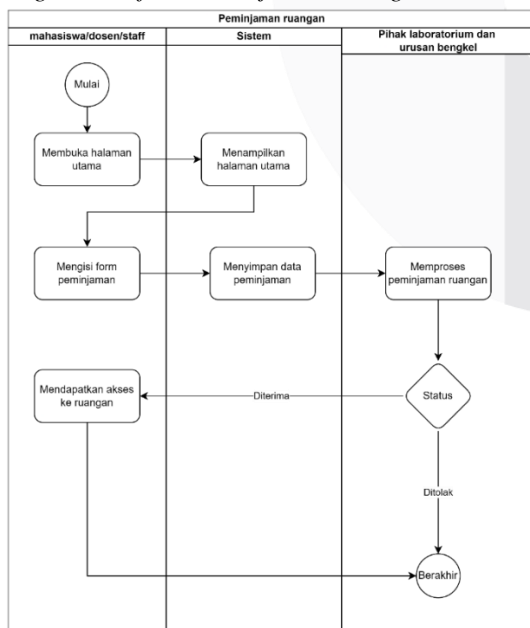 Peminjaman ruangan
mahasiswa/dosen/staff
Sistem
Pihak laboratorium dan
urusan bengkel
Mulai
Membuka halaman
utama
Menampilkan
halaman utama
Mengisi form
peminjaman
Menyimpan data
peminjaman
Memproses
peminjaman ruangan
Mendapatkan akses
ke ruangan
Diterima
Status
Ditolak
Berakhir